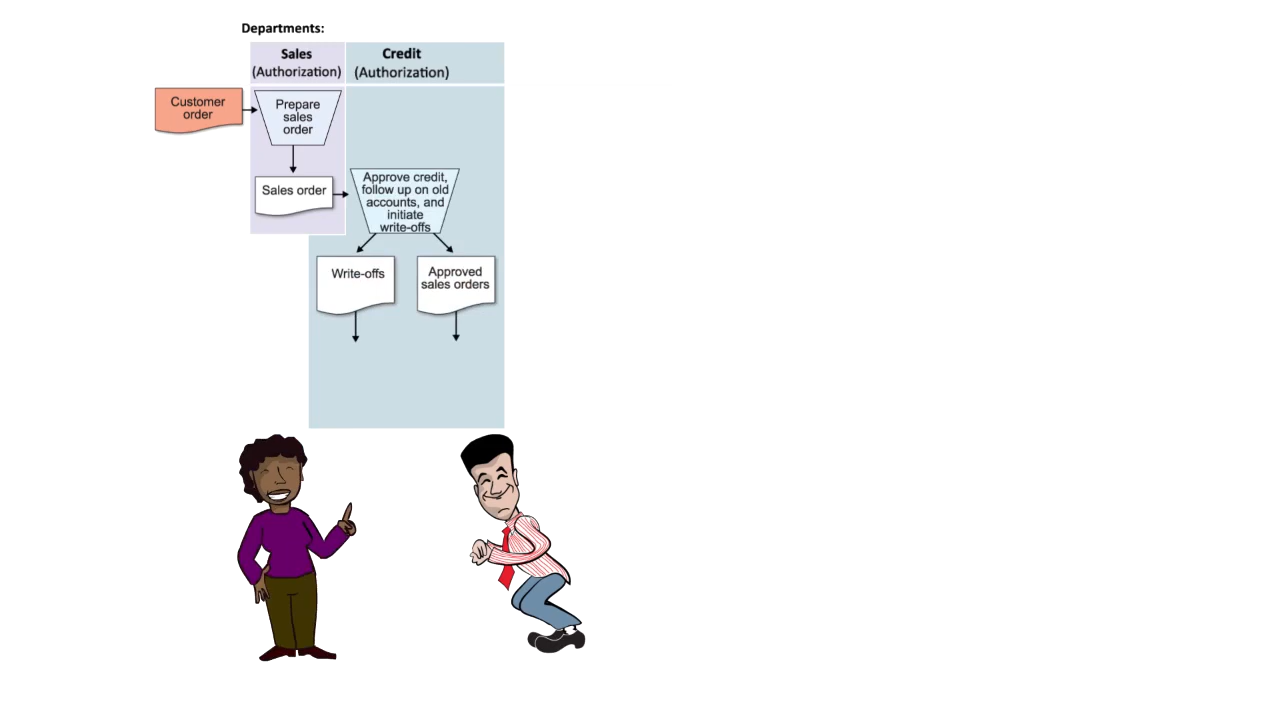 Departments:
Sales
(Authorization)
Credit
(Authorization)
Customer
order
Prepare
sales
order
Sales order
Approve credit,
follow up on old
accounts, and
initiate
write-offs
Write-offs
Approved
sales orders